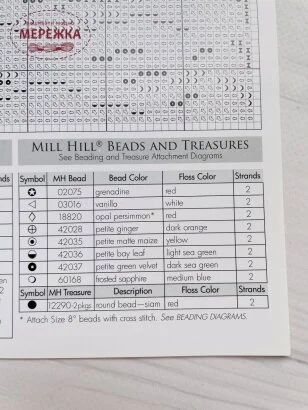 МЕРЕЖКА
MILL HILL® BEADS AND TREASURES
See Beading and Treasure Attachment Diagrams
Symbol MH Bead Bead Color Floss Color Strands
02075 grenadine red 2
03016 vanilla white 2
18820 opal persimmon* red 2
42028 petite ginger dark orange 2
42035 petite matte maize yellow 2
42036 petite bay leaf light sea green 2
42037 petite green velvet dark sea green 2
60168 frosted sapphire medium blue 2
Symbol MH Treasure Description Floss Color Strands
12290-2pkgs round bead—siam red 2
* Attach Size 8° beads with cross stitch. See BEADING DIAGRAMS.
nds